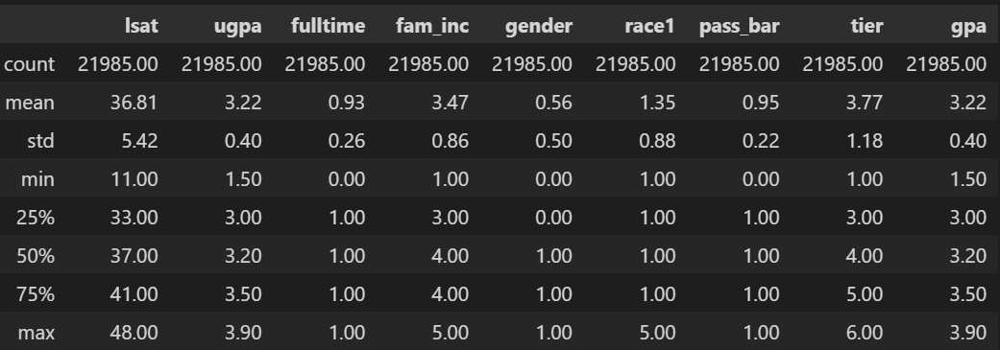 lsat ugpa fulltime fam_inc gender race1 pass_bar tier gpa
count 21985.00 21985.00 21985.00 21985.00 21985.00 21985.00 21985.00 21985.00 21985.00
mean 36.81 3.22 0.93 3.47 0.56 1.35 0.95 3.77 3.22
std 5.42 0.40 0.26 0.86 0.50 0.88 0.22 1.18 0.40
min 11.00 1.50 0.00 1.00 0.00 1.00 0.00 1.00 1.50
25% 33.00 3.00 1.00 3.00 0.00 1.00 1.00 3.00 3.00
50% 37.00 3.20 1.00 4.00 1.00 1.00 1.00 4.00 3.20
75% 41.00 3.50 1.00 4.00 1.00 1.00 1.00 5.00 3.50
max 48.00 3.90 1.00 5.00 1.00 5.00 1.00 6.00 3.90